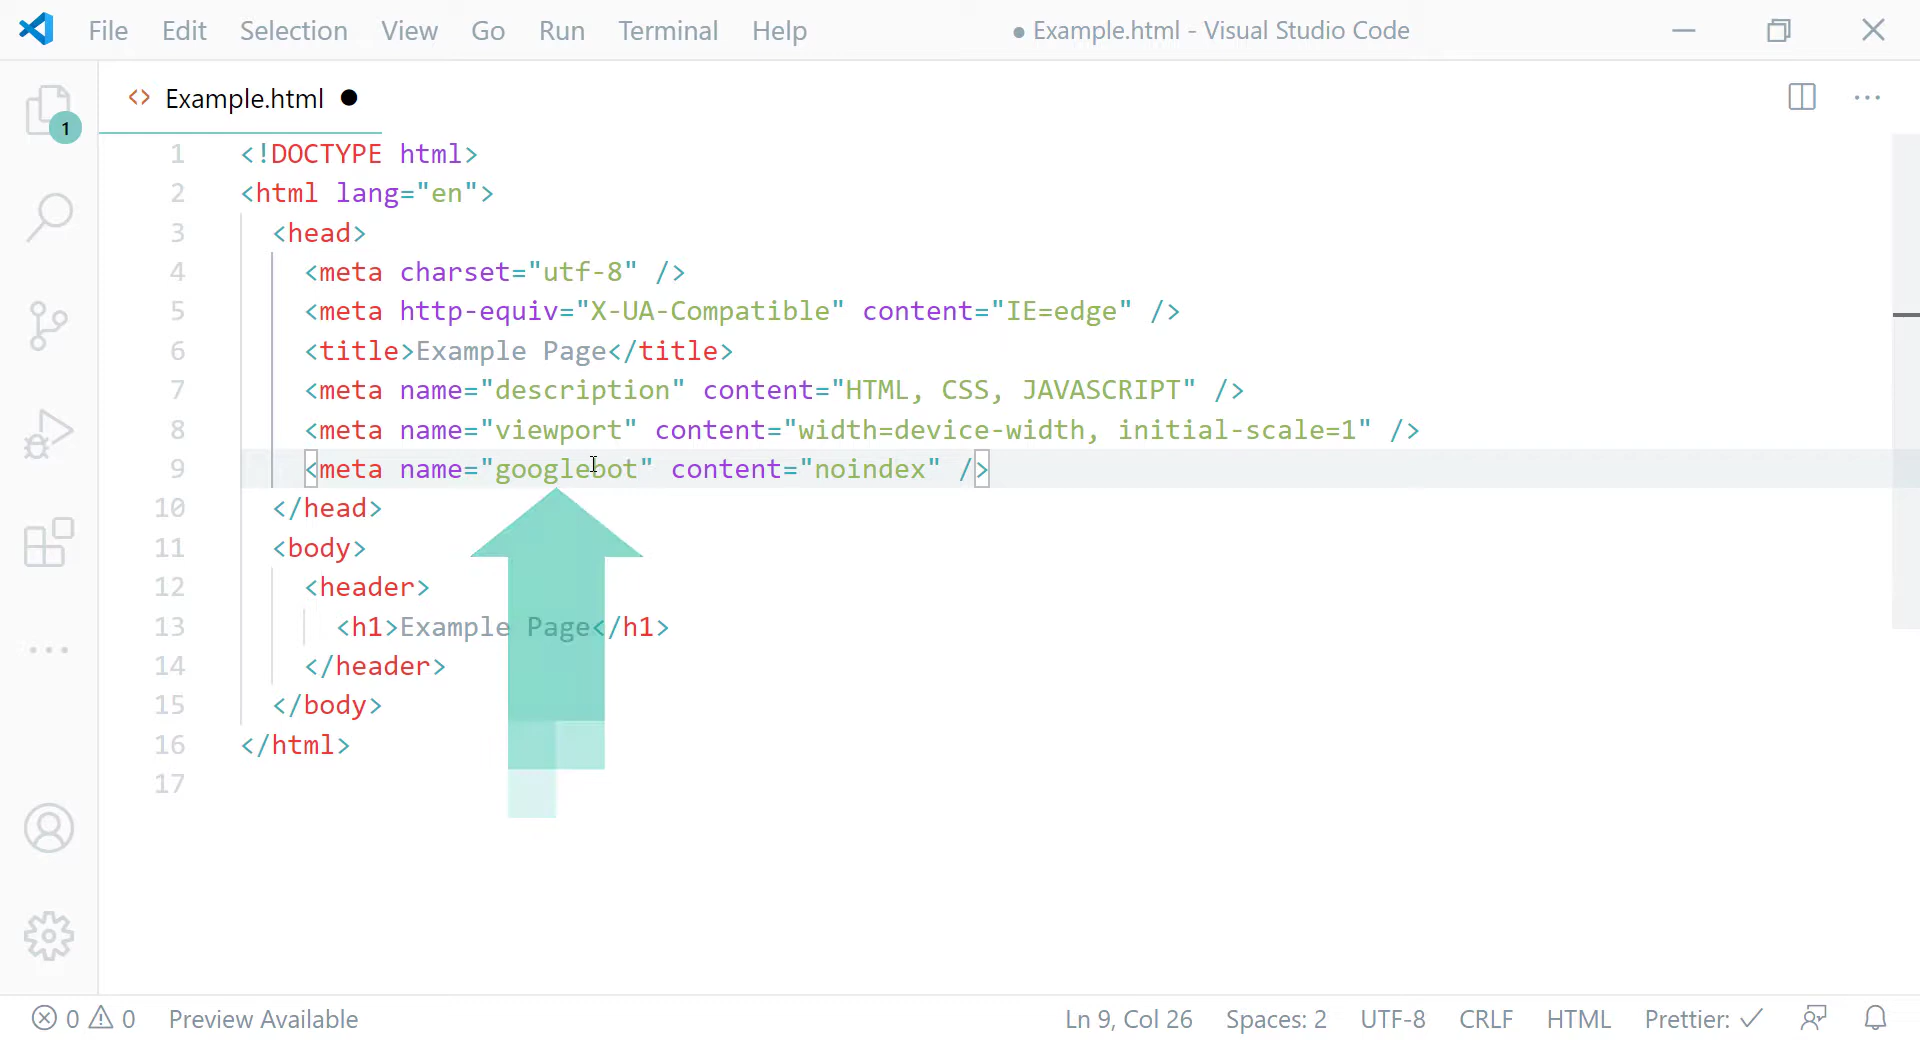 File Edit Selection View Go Run Terminal Help ● Example.html - Visual Studio Code
<> Example.html ●
1
1 <!DOCTYPE html>
2 <html lang="en">
3   <head>
4     <meta charset="utf-8" />
5     <meta http-equiv="X-UA-Compatible" content="IE=edge" />
6     <title>Example Page</title>
7     <meta name="description" content="HTML, CSS, JAVASCRIPT" />
8     <meta name="viewport" content="width=device-width, initial-scale=1" />
9     <meta name="googlebot" content="noindex" />
10   </head>
11   <body>
12     <header>
13       <h1>Example Page</h1>
14     </header>
15   </body>
16 </html>
17
0 0 Preview Available Ln 9, Col 26 Spaces: 2 UTF-8 CRLF HTML Prettier: ✓